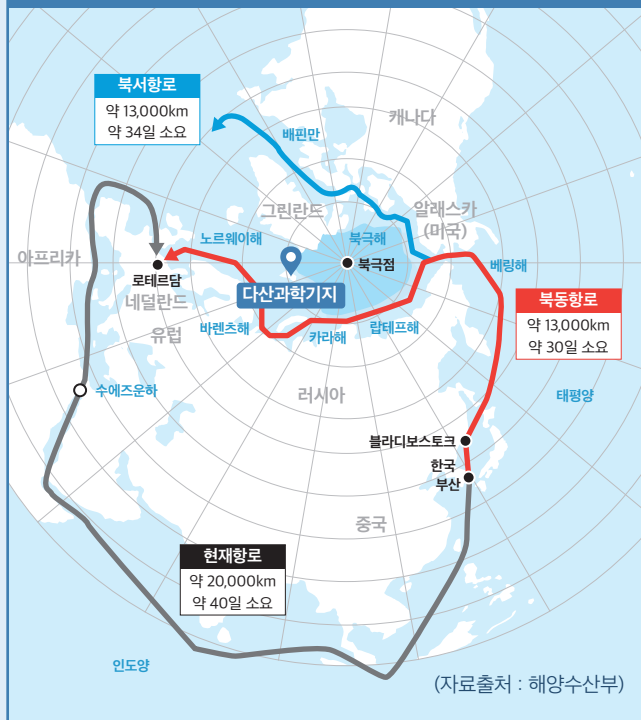 북서항로
약 13,000km
약 34일 소요
배핀만
캐나다
그린란드
알래스카
(미국)
노르웨이해
북극해
아프리카
베링해
북극점
로테르담
다산과학기지
네덜란드
북동항로
약 13,000km
약 30일 소요
유럽
바렌츠해
카라해
랍테프해
러시아
수에즈운하
태평양
블라디보스토크
한국
부산
중국
현재항로
약 20,000km
약 40일 소요
인도양
(자료출처 : 해양수산부)